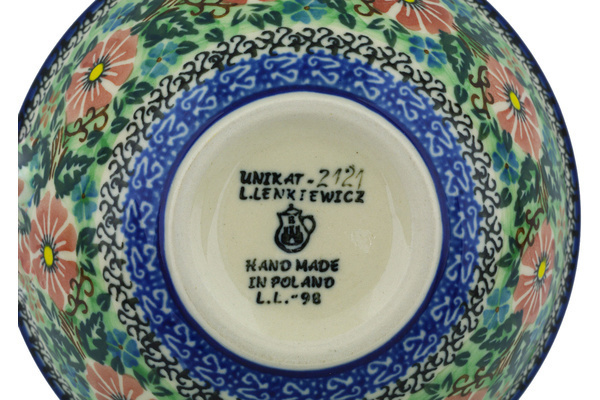 UNIKAT-2121
L.LENKIEWICZ
HAND MADE
IN POLAND
L.L.-98